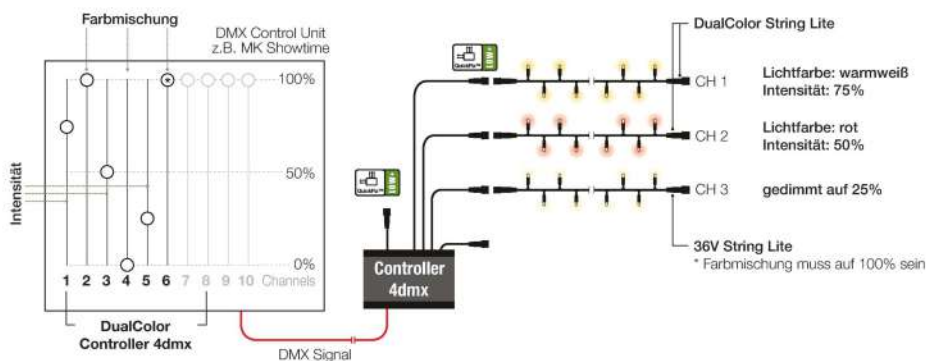 Farbmischung
DMX Control Unit
z.B. MK Showtime
100%
50%
0%
Intensität
1 2 3 4 5 6 7 8 9 10 Channels
DualColor
Controller 4dmx
DMX Signal
QuickFix™
Controller
4dmx
QuickFix™
DualColor String Lite
CH 1
Lichtfarbe: warmweiß
Intensität: 75%
CH 2
Lichtfarbe: rot
Intensität: 50%
CH 3
gedimmt auf 25%
36V String Lite
* Farbmischung muss auf 100% sein